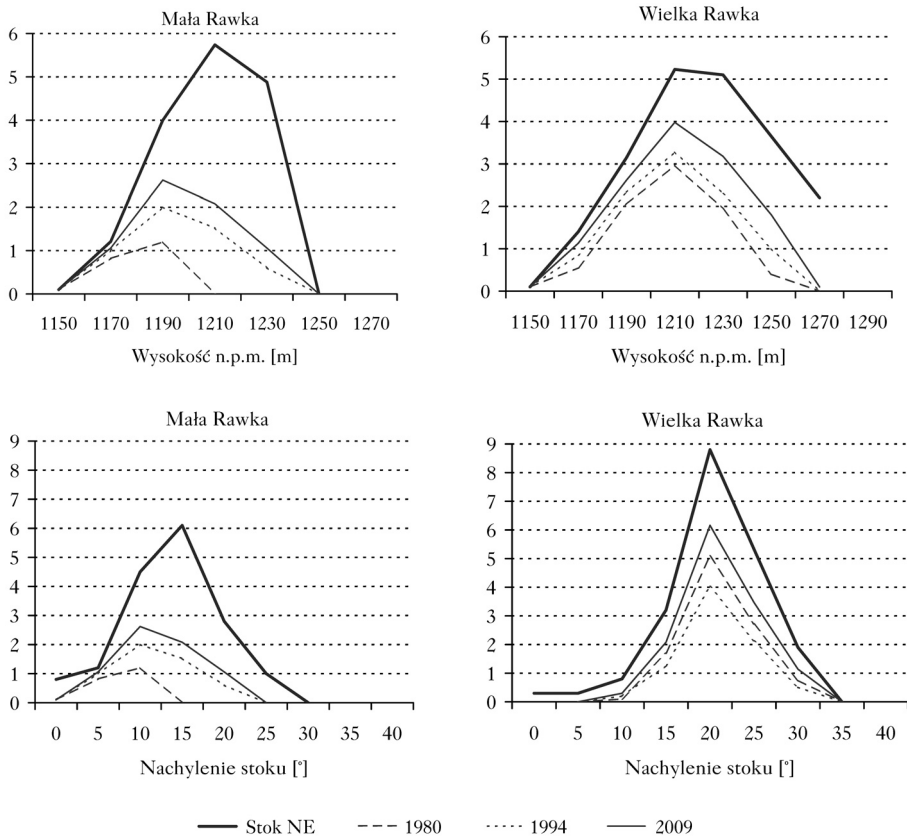 Mała Rawka
6
5
4
3
2
1
0
1150 1170 1190 1210 1230 1250 1270
Wysokość n.p.m. [m]
Wielka Rawka
6
5
4
3
2
1
0
1150 1170 1190 1210 1230 1250 1270 1290
Wysokość n.p.m. [m]
Mała Rawka
9
8
7
6
5
4
3
2
1
0
0 5 10 15 20 25 30 35 40
Nachylenie stoku [°]
Wielka Rawka
9
8
7
6
5
4
3
2
1
0
0 5 10 15 20 25 30 35 40
Nachylenie stoku [°]
Stok NE 1980 1994 2009